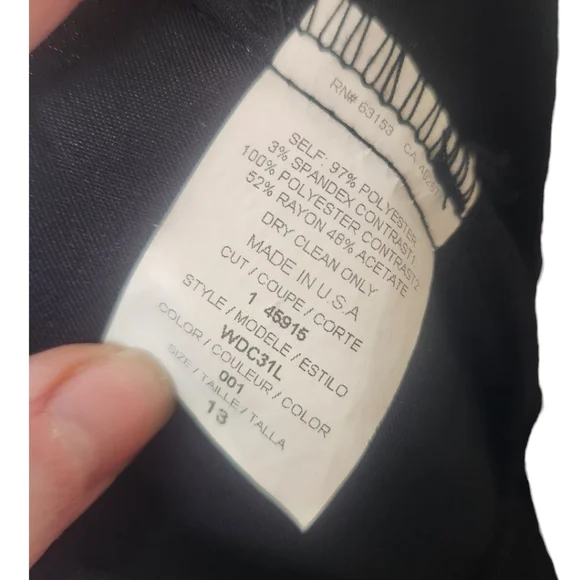 RN# 63153 CA
SELF: 97% POLYESTER
3% SPANDEX CONTRAST1
100% POLYESTER CONTRAST2
52% RAYON 48% ACETATE
DRY CLEAN ONLY
MADE IN U.S.A
CUT / COUPE / CORTE
1 45915
STYLE / MODELE / ESTILO
WDC31L
COLOR / COULEUR / COLOR
001
SIZE / TAILLE / TALLA
13